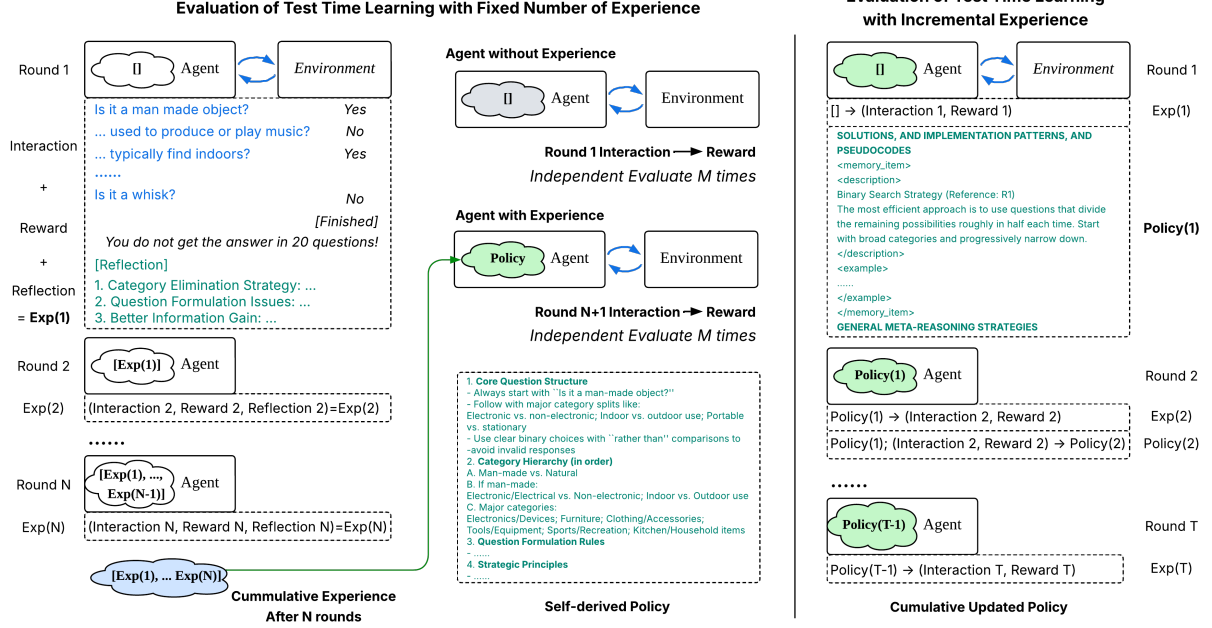 Evaluation of Test Time Learning with Fixed Number of Experience
Round 1
[]
Agent
Environment
Interaction
+
Reward
+
Reflection
= Exp(1)
Is it a man made object? Yes
... used to produce or play music? No
... typically find indoors? Yes
......
Is it a whisk? No
[Finished]
You do not get the answer in 20 questions!
[Reflection]
1. Category Elimination Strategy: ...
2. Question Formulation Issues: ...
3. Better Information Gain: ...
Round 2
[Exp(1)]
Agent
Exp(2)
(Interaction 2, Reward 2, Reflection 2)=Exp(2)
......
Round N
[Exp(1), ...,
Exp(N-1)]
Agent
Exp(N)
(Interaction N, Reward N, Reflection N)=Exp(N)
[Exp(1), ... Exp(N)]
Cummulative Experience
After N rounds
Agent without Experience
[]
Agent
Environment
Round 1 Interaction → Reward
Independent Evaluate M times
Agent with Experience
Policy
Agent
Environment
Round N+1 Interaction → Reward
Independent Evaluate M times
1. Core Question Structure
- Always start with ``Is it a man-made object?''
- Follow with major category splits like:
Electronic vs. non-electronic; Indoor vs. outdoor use; Portable
vs. stationary
- Use clear binary choices with ``rather than'' comparisons to
-avoid invalid responses
2. Category Hierarchy (in order)
A. Man-made vs. Natural
B. If man-made:
Electronic/Electrical vs. Non-electronic; Indoor vs. Outdoor use
C. Major categories:
Electronics/Devices; Furniture; Clothing/Accessories;
Tools/Equipment; Sports/Recreation; Kitchen/Household items
3. Question Formulation Rules
- ......
4. Strategic Principles
- ......
Self-derived Policy
Evaluation of Test Time Learning
with Incremental Experience
[]
Agent
Environment
Round 1
[] → (Interaction 1, Reward 1)
Exp(1)
SOLUTIONS, AND IMPLEMENTATION PATTERNS, AND
PSEUDOCODES
<memory_item>
<description>
Binary Search Strategy (Reference: R1)
The most efficient approach is to use questions that divide
the remaining possibilities roughly in half each time. Start
with broad categories and progressively narrow down.
</description>
<example>
......
</example>
</memory_item>
GENERAL META-REASONING STRATEGIES
Policy(1)
Policy(1)
Agent
Round 2
Policy(1) → (Interaction 2, Reward 2)
Exp(2)
Policy(1); (Interaction 2, Reward 2) → Policy(2)
Policy(2)
......
Policy(T-1)
Agent
Round T
Policy(T-1) → (Interaction T, Reward T)
Exp(T)
Cumulative Updated Policy